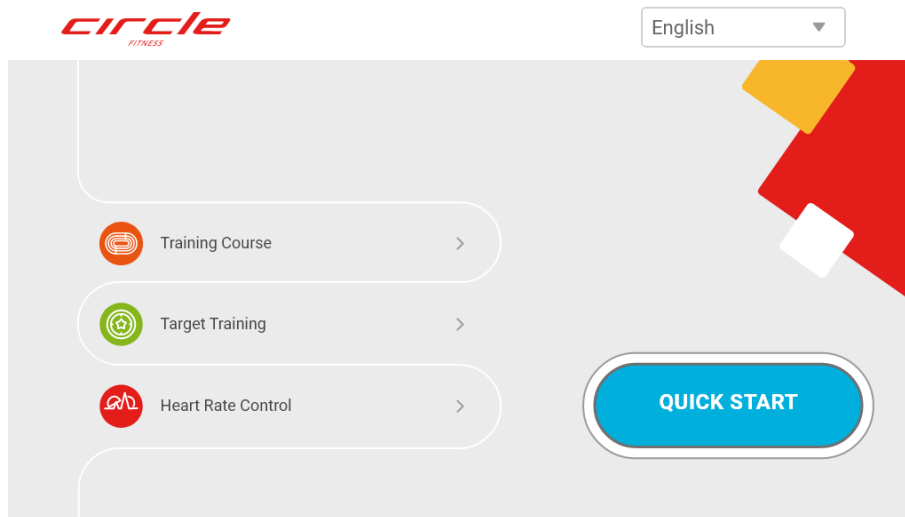 circle
FITNESS
English
Training Course
Target Training
Heart Rate Control
QUICK START